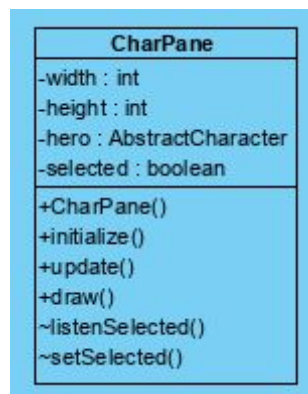 CharPane
-width : int
-height : int
-hero : AbstractCharacter
-selected : boolean
+CharPane()
+initialize()
+update()
+draw()
~listenSelected()
~setSelected()